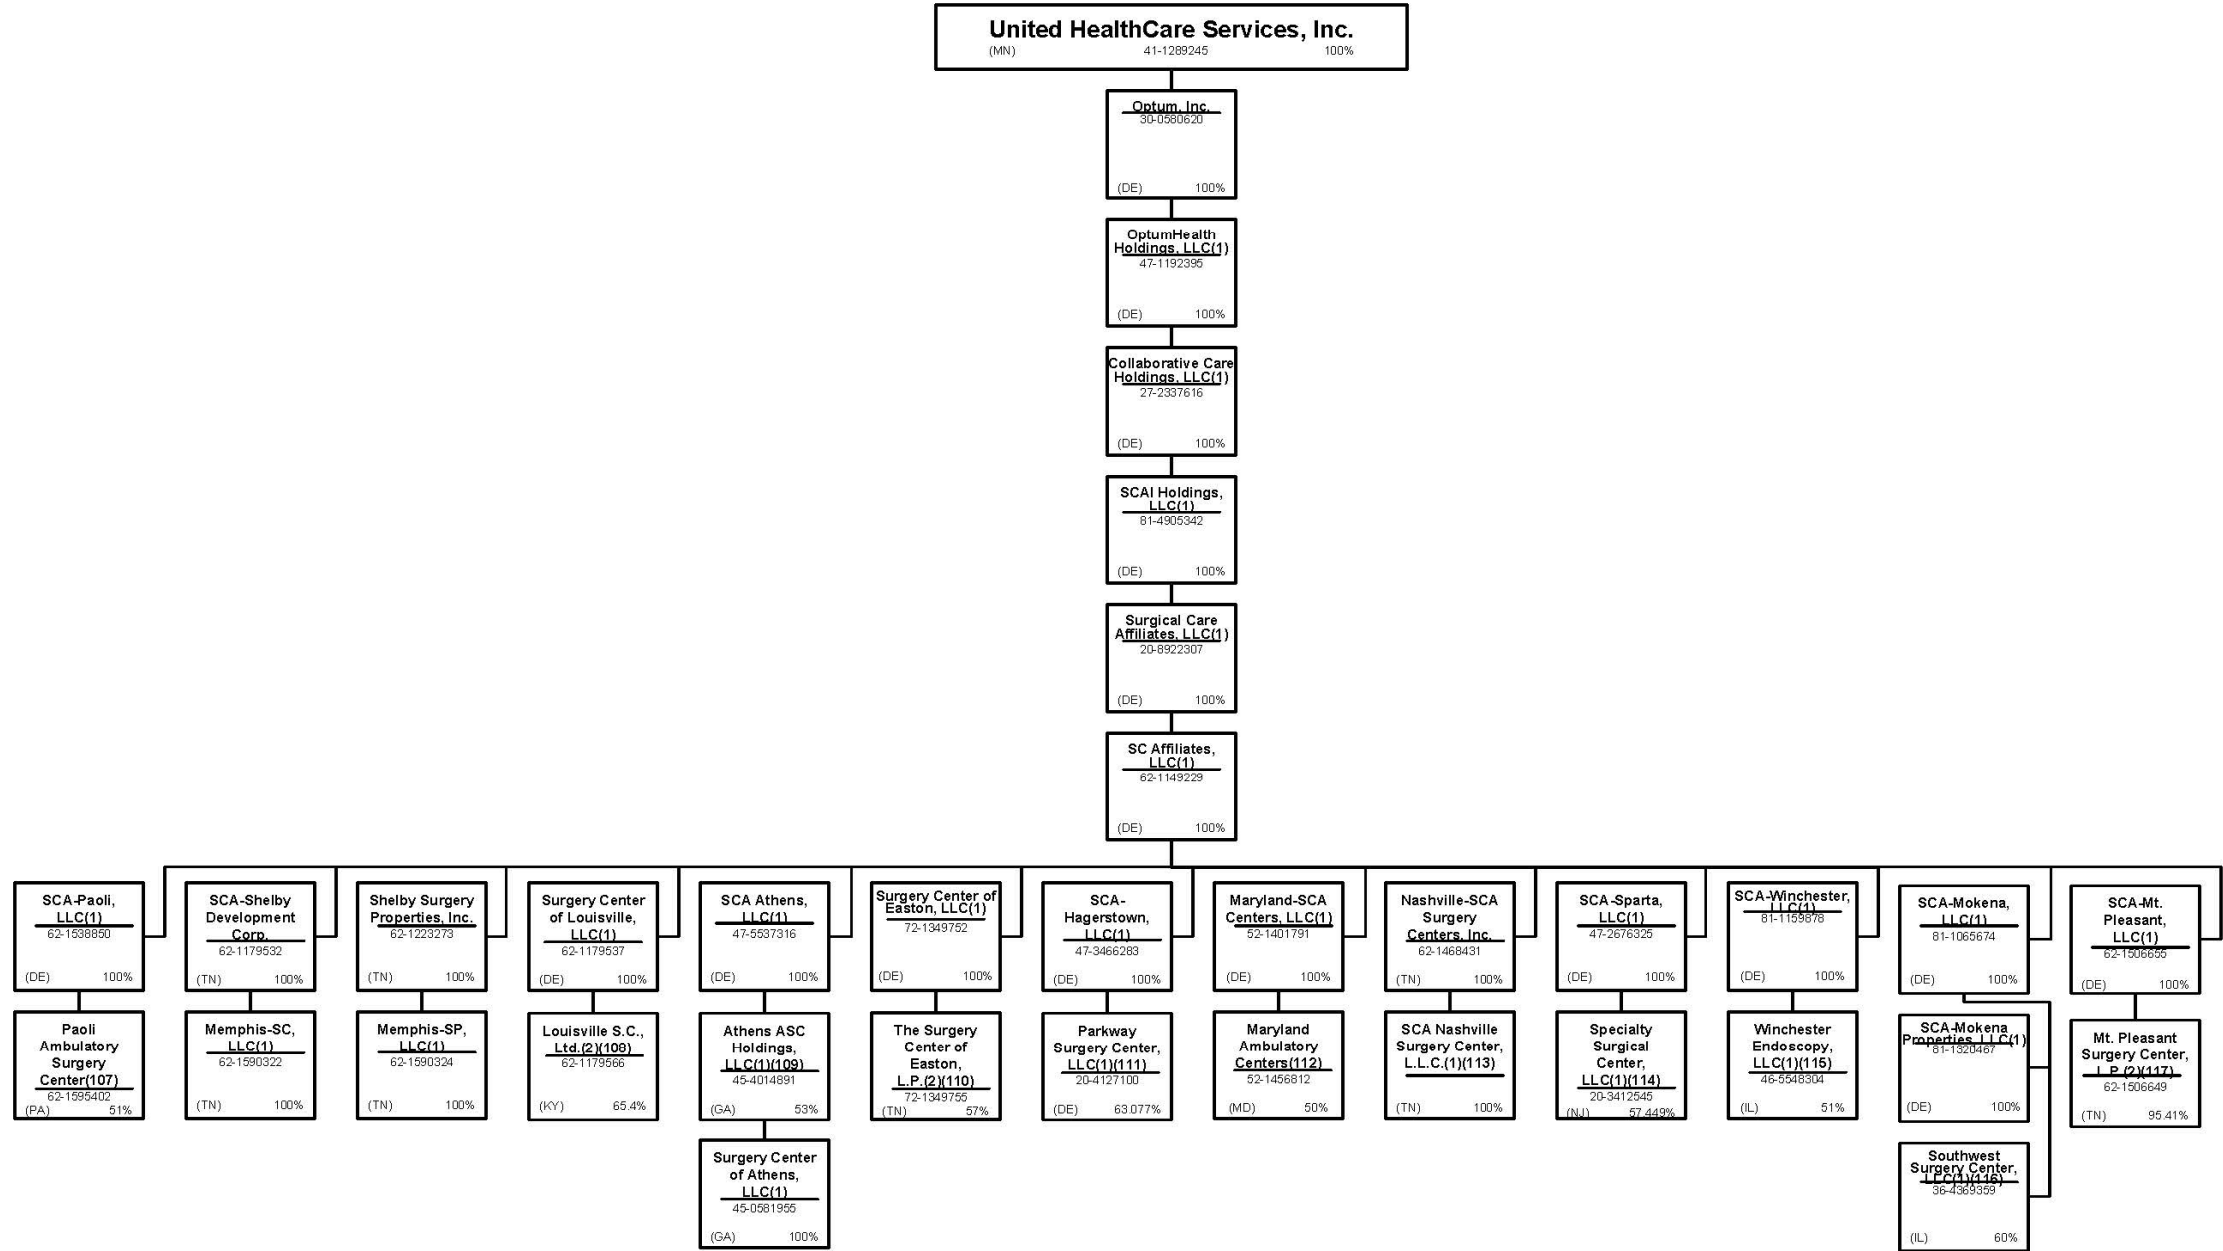 United HealthCare Services, Inc.
(MN) 41-1289245 100%
Optum, Inc.
30-0580620
(DE) 100%
OptumHealth
Holdings, LLC(1)
47-1192395
(DE) 100%
Collaborative Care
Holdings, LLC(1)
27-2337616
(DE) 100%
SCAI Holdings,
LLC(1)
81-4905342
(DE) 100%
Surgical Care
Affiliates, LLC(1)
20-8922307
(DE) 100%
SC Affiliates,
LLC(1)
62-1149229
(DE) 100%
SCA-Paoli,
LLC(1)
62-1538850
(DE) 100%
SCA-Shelby
Development
Corp.
62-1179532
(TN) 100%
Shelby Surgery
Properties, Inc.
62-1223273
(TN) 100%
Surgery Center
of Louisville,
LLC(1)
62-1179537
(DE) 100%
SCA Athens,
LLC(1)
47-5537316
(DE) 100%
Surgery Center of
Easton, LLC(1)
72-1349752
(DE) 100%
SCA-
Hagerstown,
LLC(1)
47-3466283
(DE) 100%
Maryland-SCA
Centers, LLC(1)
52-1401791
(DE) 100%
Nashville-SCA
Surgery
Centers, Inc.
62-1468431
(TN) 100%
SCA-Sparta,
LLC(1)
47-2676325
(DE) 100%
SCA-Winchester,
LLC(1)
81-1159878
(DE) 100%
SCA-Mokena,
LLC(1)
81-1065674
(DE) 100%
SCA-Mt.
Pleasant,
LLC(1)
62-1506655
(DE) 100%
Paoli
Ambulatory
Surgery
Center(107)
62-1595402
(PA) 51%
Memphis-SC,
LLC(1)
62-1590322
(TN) 100%
Memphis-SP,
LLC(1)
62-1590324
(TN) 100%
Louisville S.C.,
Ltd.(2)(108)
62-1179566
(KY) 65.4%
Athens ASC
Holdings,
LLC(1)(109)
45-4014891
(GA) 53%
The Surgery
Center of
Easton,
L.P.(2)(110)
72-1349755
(TN) 57%
Parkway
Surgery Center,
LLC(1)(111)
20-4127100
(DE) 63.077%
Maryland
Ambulatory
Centers(112)
52-1456812
(MD) 50%
SCA Nashville
Surgery Center,
L.L.C.(1)(113)
(TN) 100%
Specialty
Surgical
Center,
LLC(1)(114)
20-3412545
(NJ) 57.449%
Winchester
Endoscopy,
LLC(1)(115)
46-5548304
(IL) 51%
SCA-Mokena
Properties, LLC(1)
81-1320467
(DE) 100%
Mt. Pleasant
Surgery Center,
L.P.(2)(117)
62-1506649
(TN) 95.41%
Surgery Center
of Athens,
LLC(1)
45-0581955
(GA) 100%
Southwest
Surgery Center,
LLC(1)(116)
36-4369359
(IL) 60%